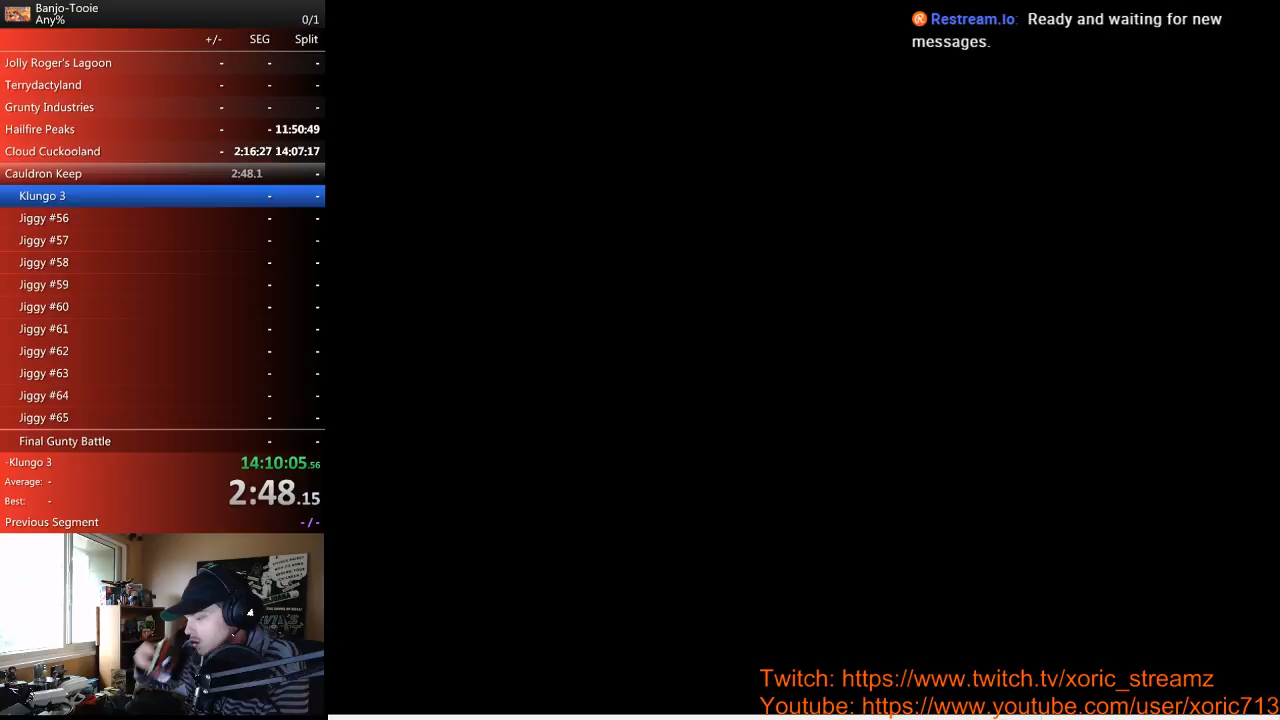 Banjo-Tooie
Any%
0/1
+/- SEG Split
Jolly Roger's Lagoon - - -
Terrydactyland - - -
Grunty Industries - - -
Hailfire Peaks - - 11:50:49
Cloud Cuckooland - 2:16:27 14:07:17
Cauldron Keep 2:48.1 -
Klungo 3 - -
Jiggy #56 - -
Jiggy #57 - -
Jiggy #58 - -
Jiggy #59 - -
Jiggy #60 - -
Jiggy #61 - -
Jiggy #62 - -
Jiggy #63 - -
Jiggy #64 - -
Jiggy #65 - -
Final Gunty Battle - -
-Klungo 3 14:10:05.56
Average: -
Best: -
2:48.15
Previous Segment - / -
Restream.Io: Ready and waiting for new
messages.
Twitch: https://www.twitch.tv/xoric_streamz
Youtube: https://www.youtube.com/user/xoric713